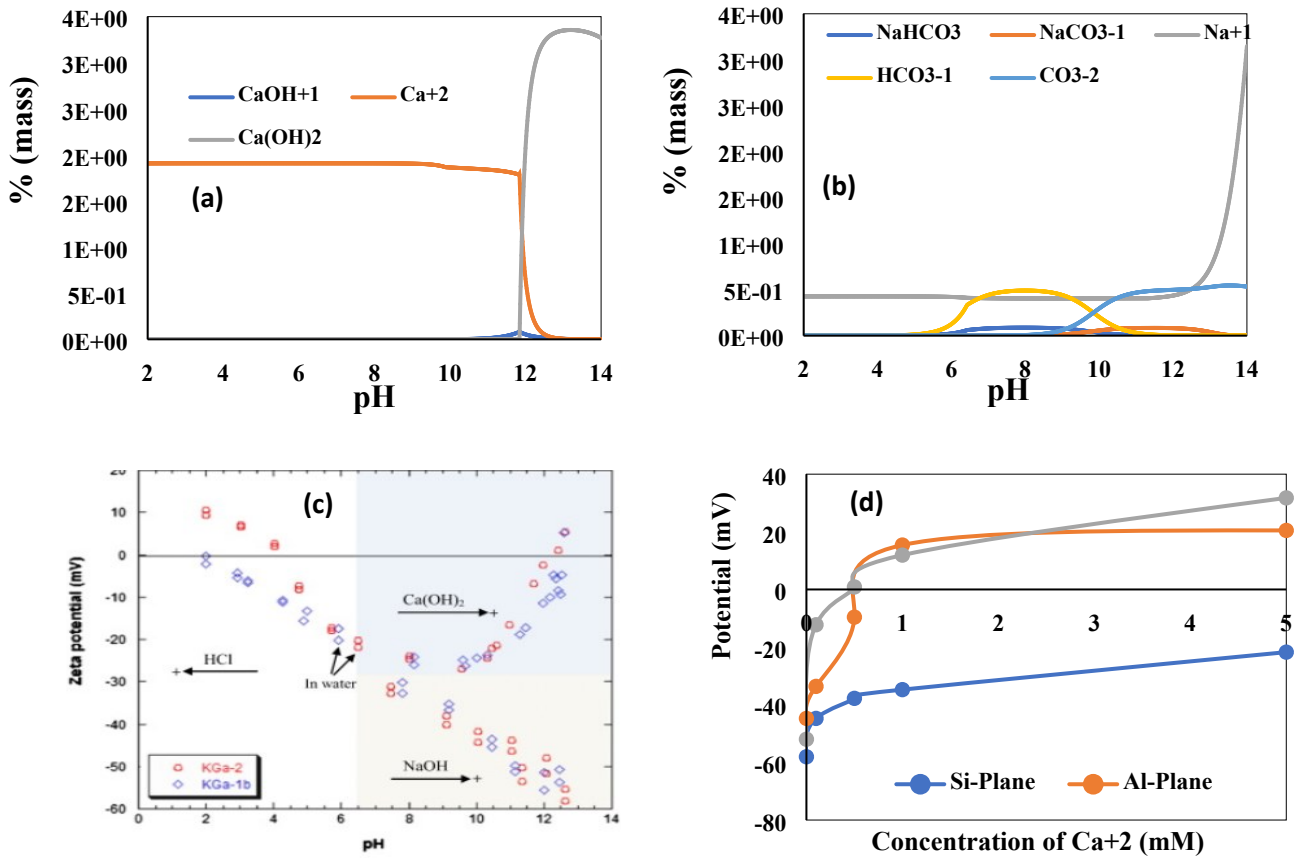 4E+00
3E+00
3E+00
2E+00
2E+00
1E+00
5E-01
0E+00
% (mass)
CaOH+1 Ca+2
Ca(OH)2
(a)
2 4 6 8 10 12 14
pH
4E+00
3E+00
3E+00
2E+00
2E+00
1E+00
5E-01
0E+00
% (mass)
NaHCO3 NaCO3-1 Na+1
HCO3-1 CO3-2
(b)
2 4 6 8 10 12 14
pH
20
10
0
-10
-20
-30
-40
-50
-60
Zeta potential (mV)
(c)
Ca(OH)₂
HCl
In water
NaOH
KGa-2
KGa-1b
0 2 4 6 8 10 12 14
pH
40
20
0
-20
-40
-60
-80
Potential (mV)
(d)
0 1 2 3 4 5
Si-Plane Al-Plane
Concentration of Ca+2 (mM)